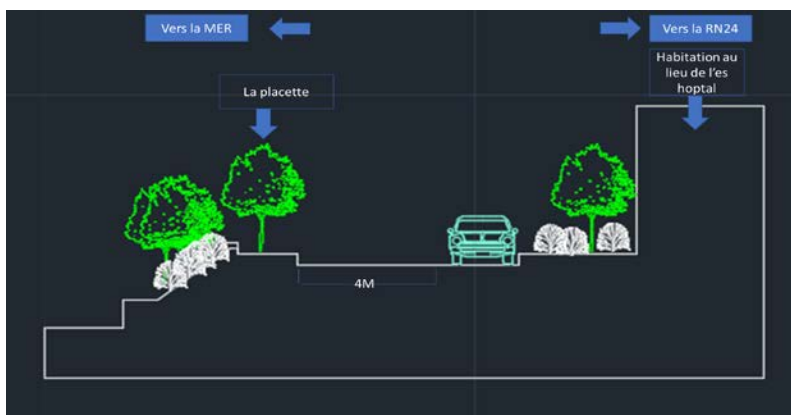 Vers la MER
Vers la RN24
La placette
Habitation au
lieu de l'es
hoptal
4M